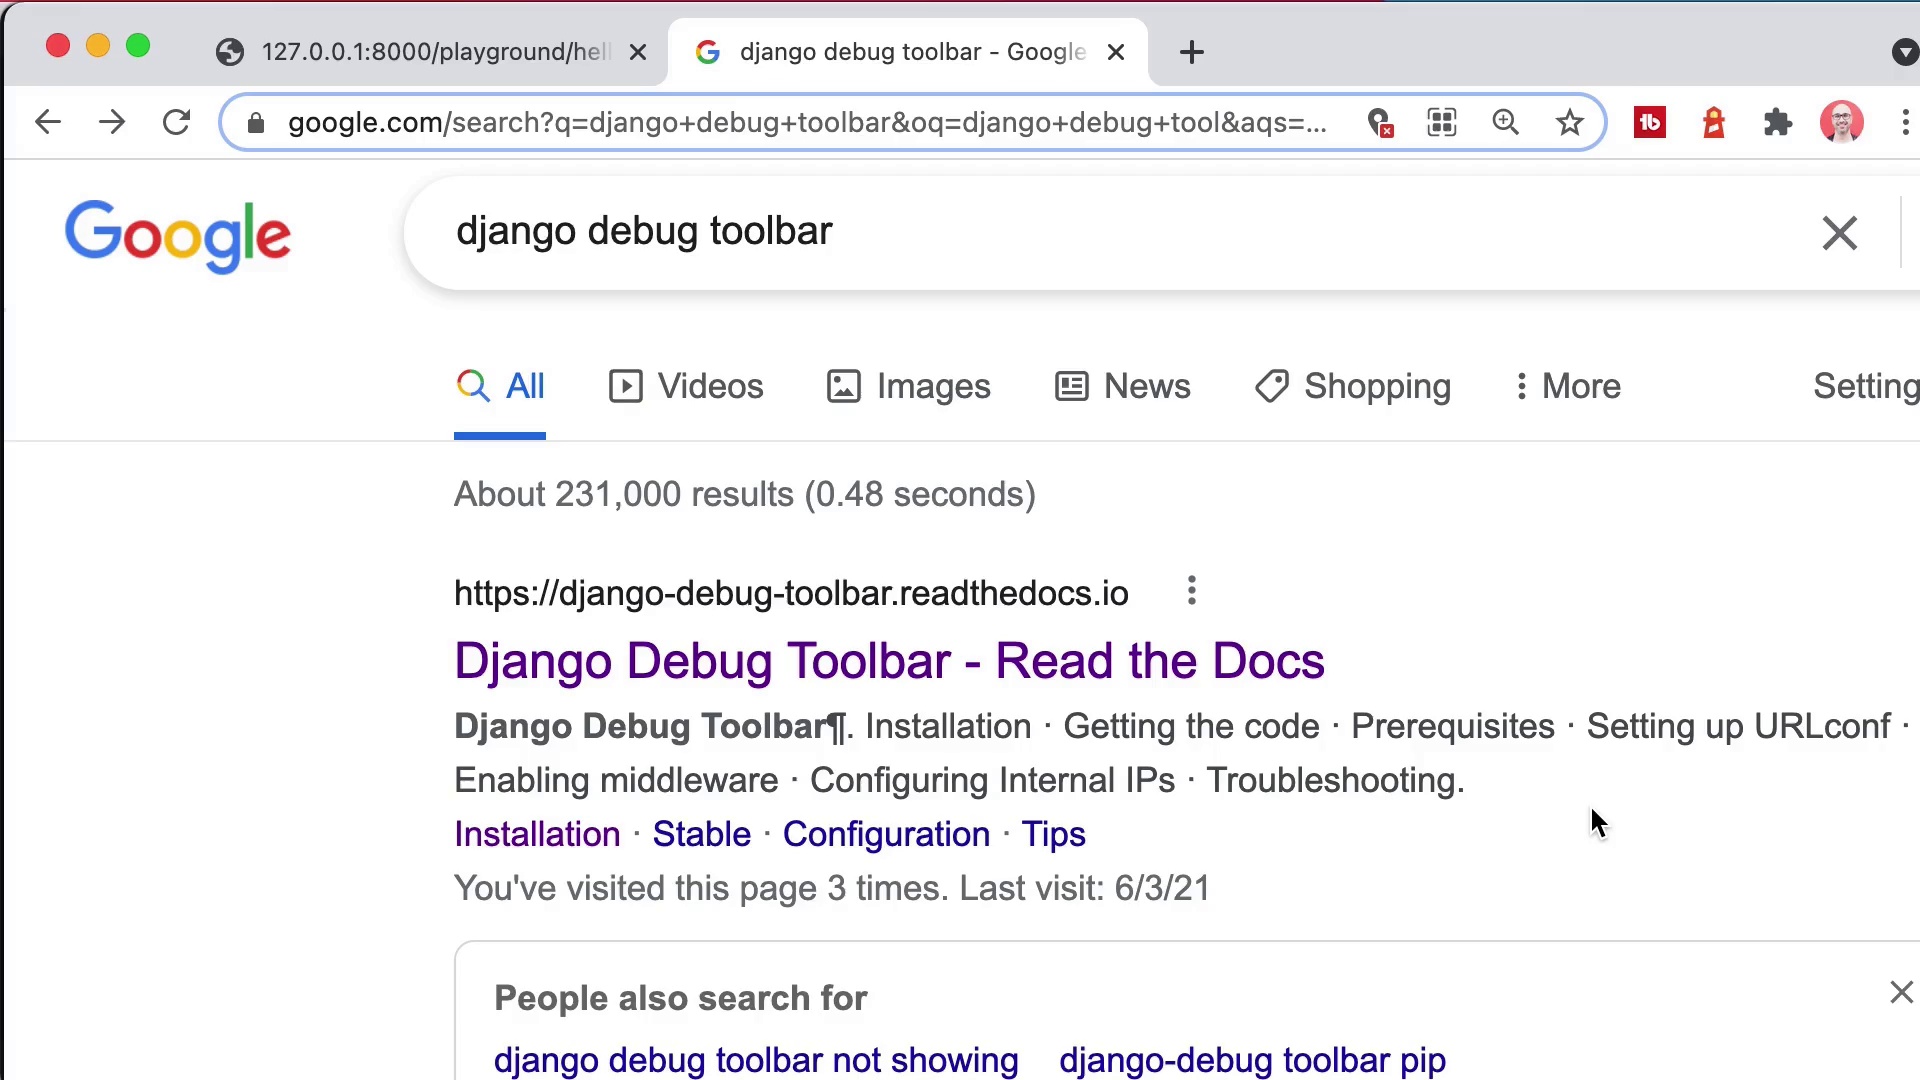 127.0.0.1:8000/playground/hell
django debug toolbar - Google
google.com/search?q=django+debug+toolbar&oq=django+debug+tool&aqs=...
Google
django debug toolbar
All
Videos
Images
News
Shopping
More
Setting
About 231,000 results (0.48 seconds)
https://django-debug-toolbar.readthedocs.io
Django Debug Toolbar - Read the Docs
Django Debug Toolbar¶. Installation · Getting the code · Prerequisites · Setting up URLconf ·
Enabling middleware · Configuring Internal IPs · Troubleshooting.
Installation · Stable · Configuration · Tips
You've visited this page 3 times. Last visit: 6/3/21
People also search for
django debug toolbar not showing
django-debug toolbar pip